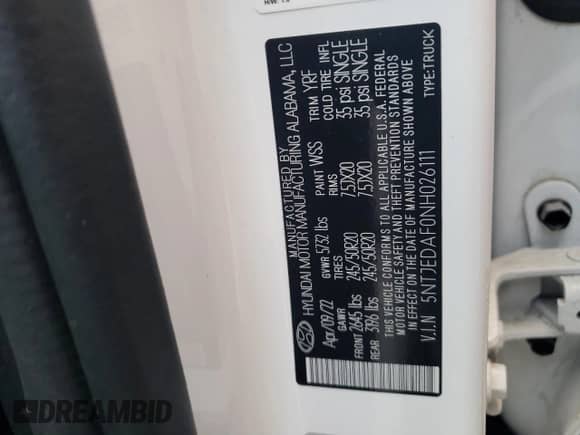 MANUFACTURED BY
HYUNDAI MOTOR MANUFACTURING ALABAMA, LLC
Apr/09/22 GVWR 5732 lbs PAINT WSS TRIM YRF
GAWR TIRES RIMS COLD TIRE INFL
FRONT 2645 lbs 245/50R20 7.5JX20 35 psi SINGLE
REAR 3196 lbs 245/50R20 7.5JX20 35 psi SINGLE
THIS VEHICLE CONFORMS TO ALL APPLICABLE U.S.A. FEDERAL
MOTOR VEHICLE SAFETY AND THEFT PREVENTION STANDARDS
IN EFFECT ON THE DATE OF MANUFACTURE SHOWN ABOVE
V.I.N 5NTJEDAF0NH026111 TYPE:TRUCK
DREAMBID